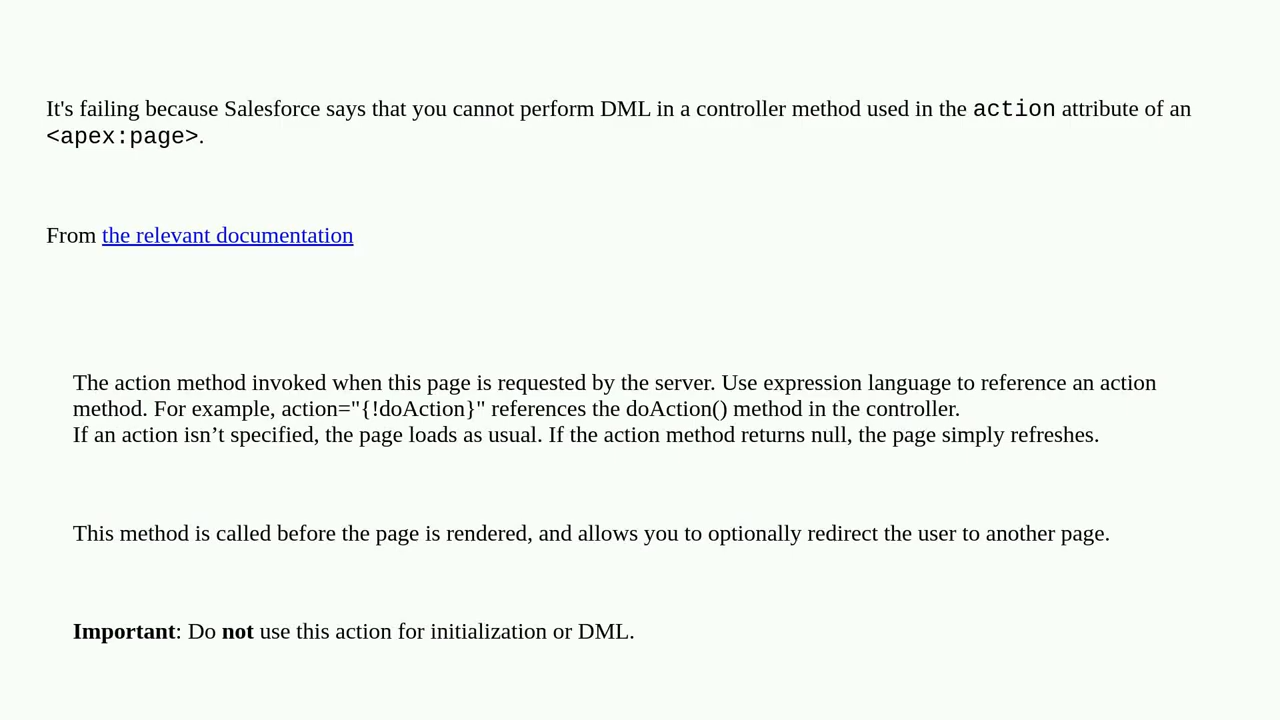 It's failing because Salesforce says that you cannot perform DML in a controller method used in the action attribute of an
<apex:page>.
From the relevant documentation
The action method invoked when this page is requested by the server. Use expression language to reference an action
method. For example, action="{!doAction}" references the doAction() method in the controller.
If an action isn’t specified, the page loads as usual. If the action method returns null, the page simply refreshes.
This method is called before the page is rendered, and allows you to optionally redirect the user to another page.
Important: Do not use this action for initialization or DML.